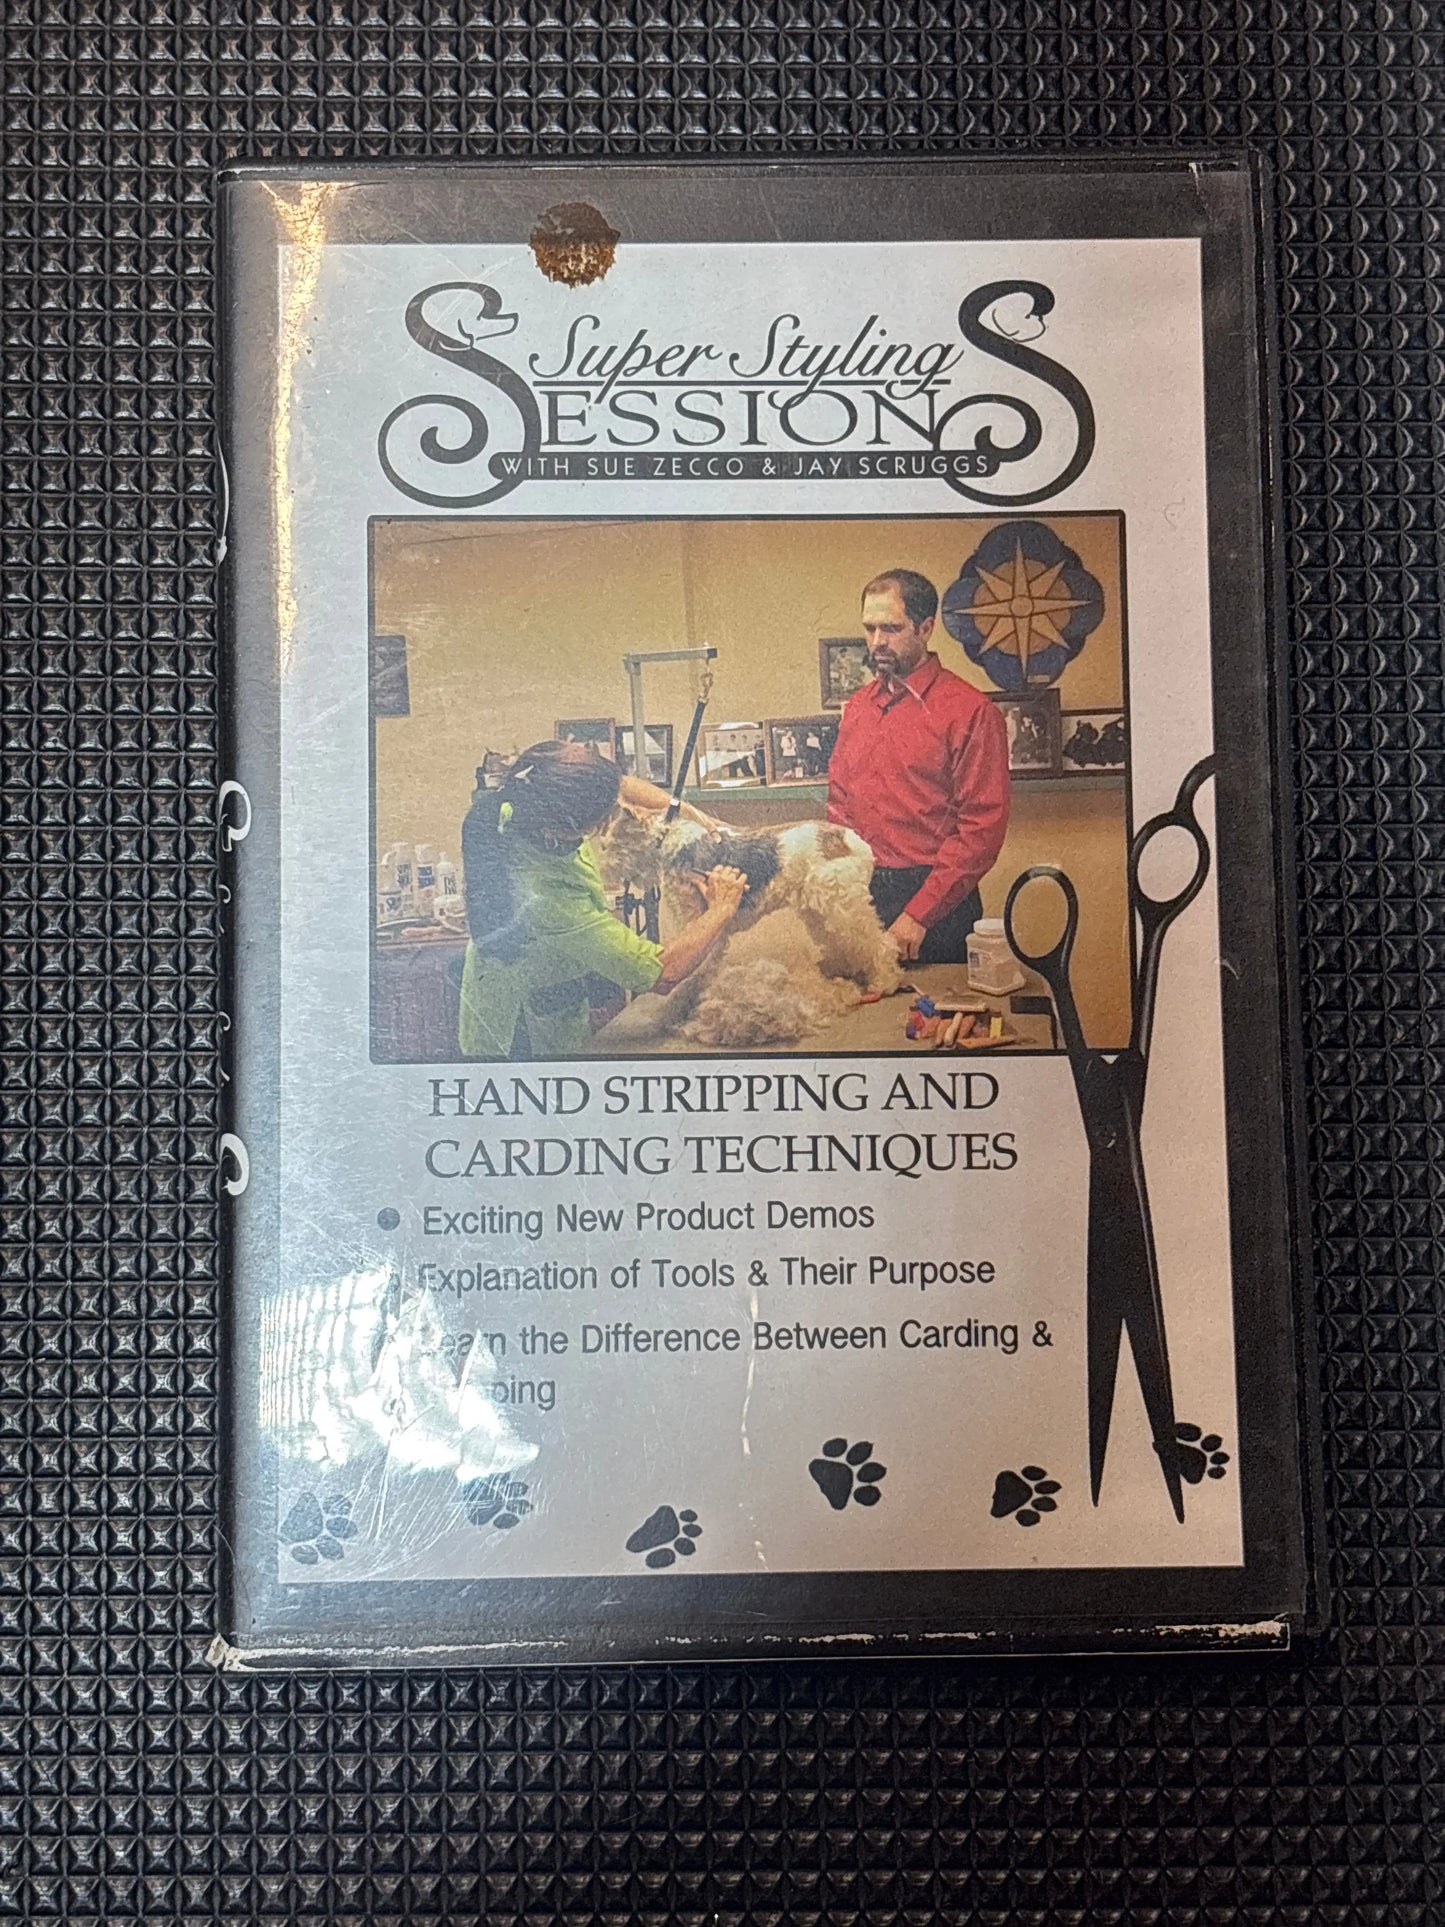 Super Styling
SESSIONS
WITH SUE ZECCO & JAY SCRUGGS
HAND STRIPPING AND
CARDING TECHNIQUES
Exciting New Product Demos
Explanation of Tools & Their Purpose
Learn the Difference Between Carding &